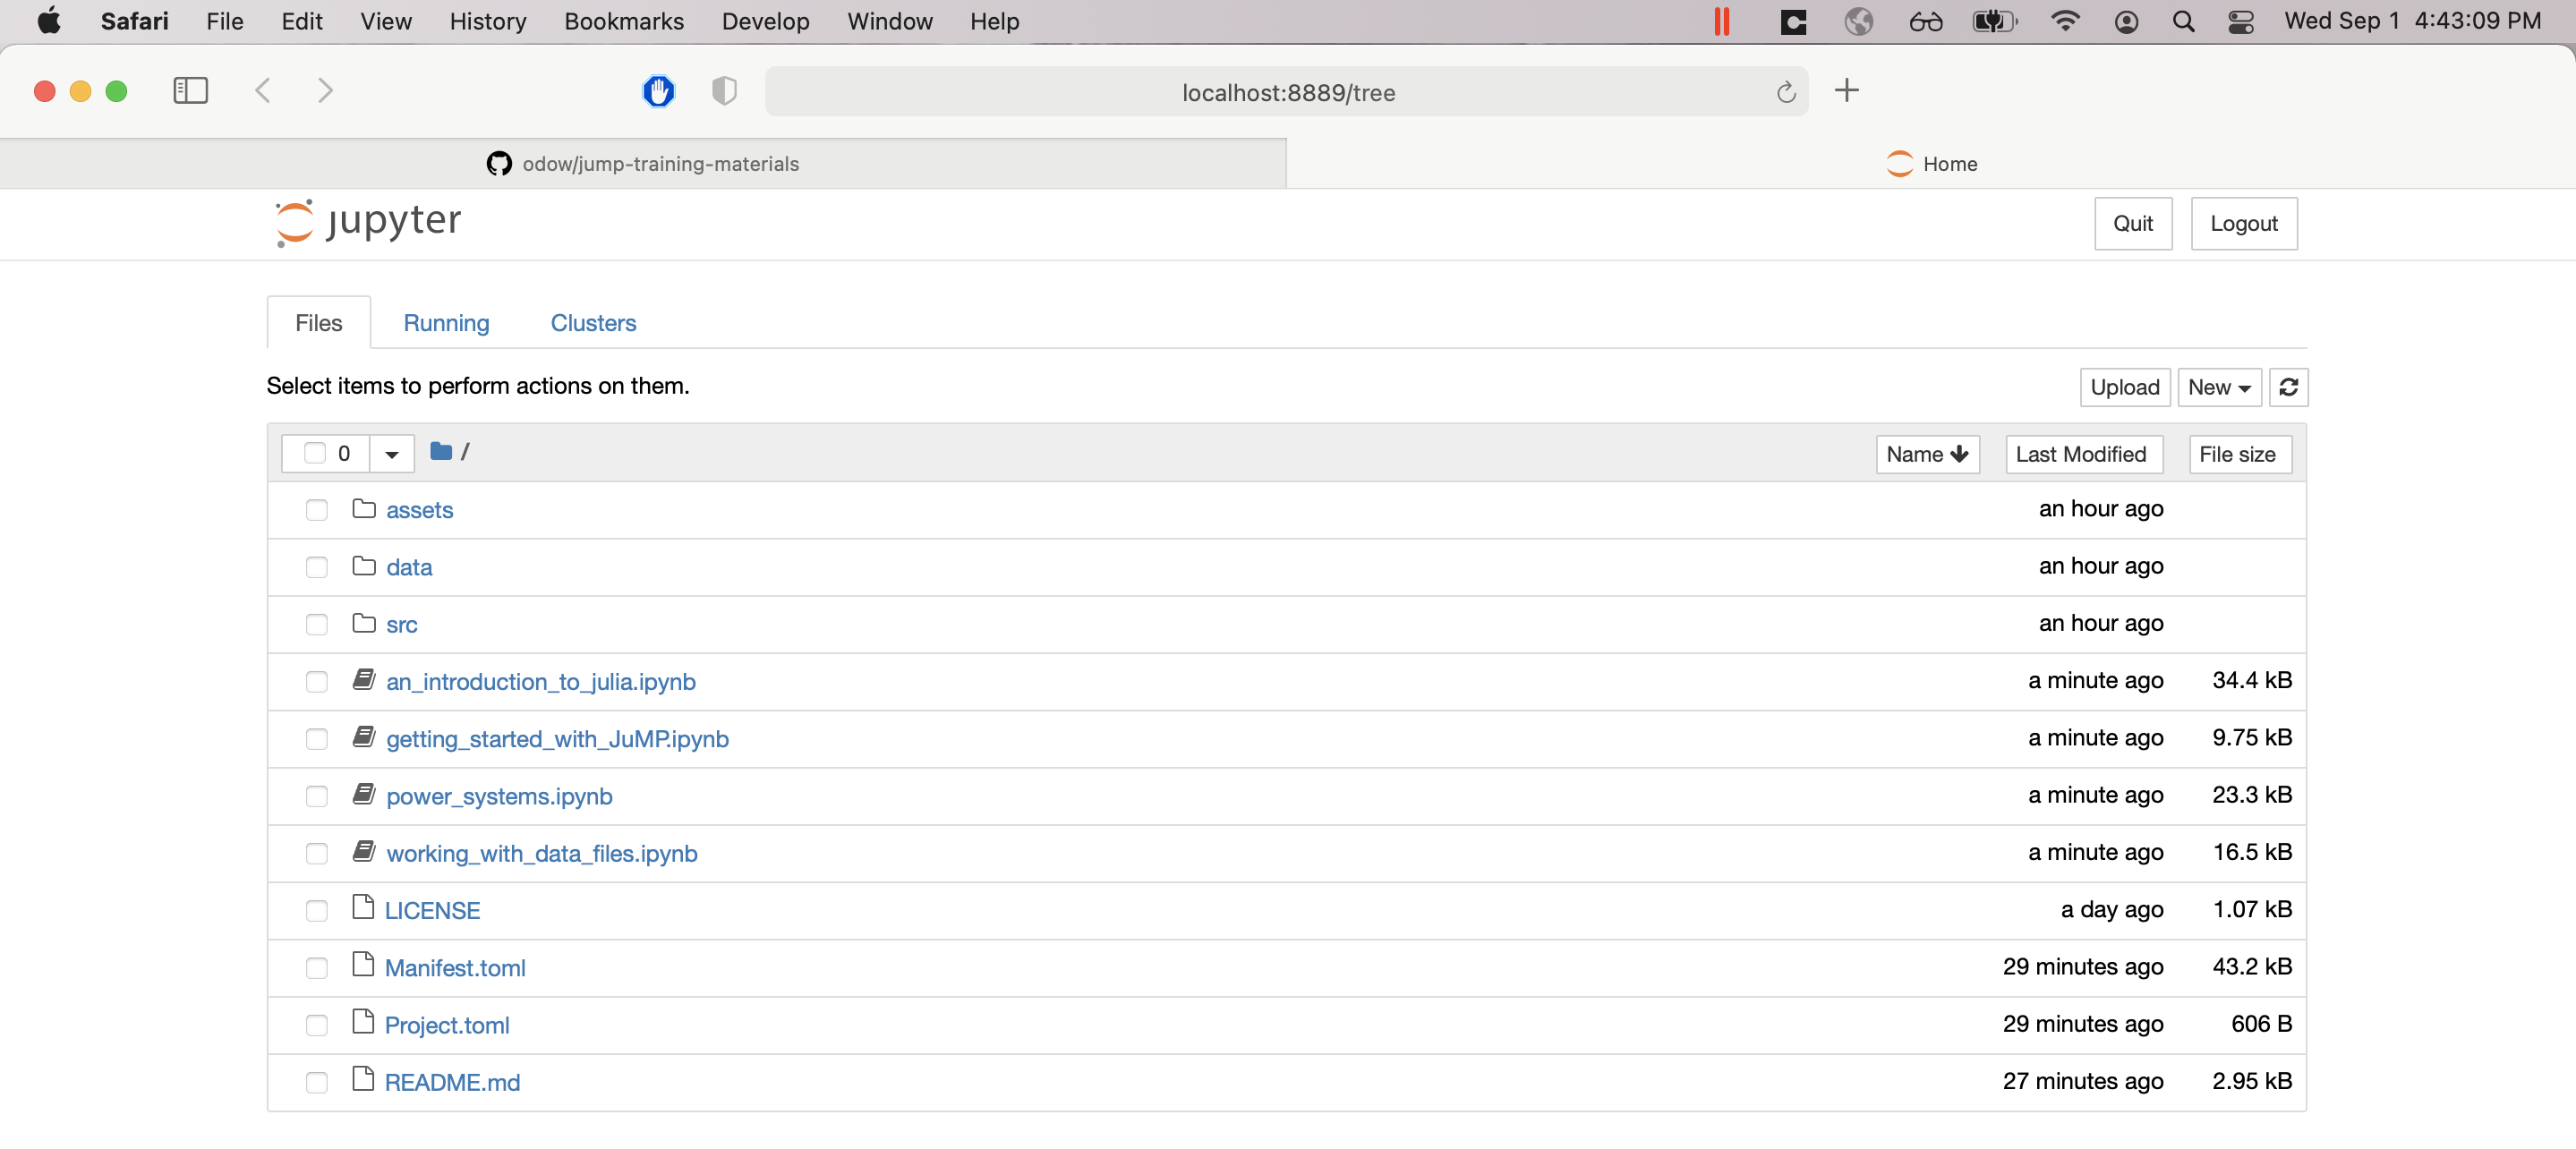 Safari File Edit View History Bookmarks Develop Window Help Wed Sep 1 4:43:09 PM
localhost:8889/tree
odow/jump-training-materials Home
jupyter Quit Logout
Files Running Clusters
Select items to perform actions on them. Upload New
0 / Name Last Modified File size
assets an hour ago
data an hour ago
src an hour ago
an_introduction_to_julia.ipynb a minute ago 34.4 kB
getting_started_with_JuMP.ipynb a minute ago 9.75 kB
power_systems.ipynb a minute ago 23.3 kB
working_with_data_files.ipynb a minute ago 16.5 kB
LICENSE a day ago 1.07 kB
Manifest.toml 29 minutes ago 43.2 kB
Project.toml 29 minutes ago 606 B
README.md 27 minutes ago 2.95 kB